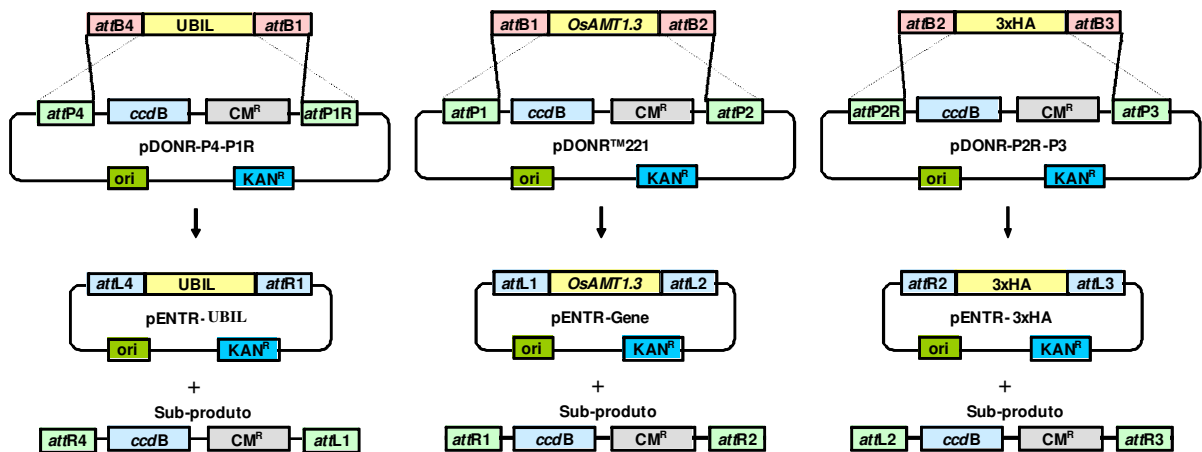 attB4 UBIL attB1
attP4 ccdB CMR attP1R
pDONR-P4-P1R
ori KANR
attL4 UBIL attR1
pENTR-UBIL
ori KANR
+
Sub-produto
attR4 ccdB CMR attL1
attB1 OsAMT1.3 attB2
attP1 ccdB CMR attP2
pDONR™221
ori KANR
attL1 OsAMT1.3 attL2
pENTR-Gene
ori KANR
+
Sub-produto
attR1 ccdB CMR attR2
attB2 3xHA attB3
attP2R ccdB CMR attP3
pDONR-P2R-P3
ori KANR
attR2 3xHA attL3
pENTR-3xHA
ori KANR
+
Sub-produto
attL2 ccdB CMR attR3